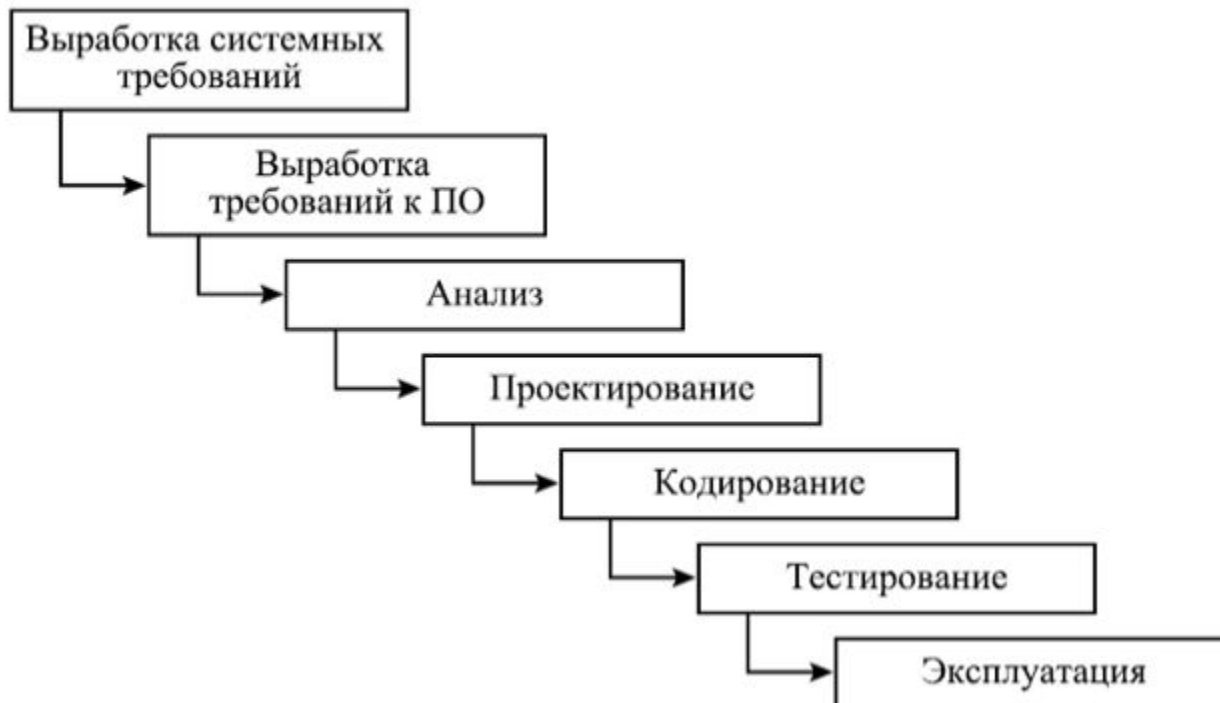 Выработка системных
требований
Выработка
требований к ПО
Анализ
Проектирование
Кодирование
Тестирование
Эксплуатация